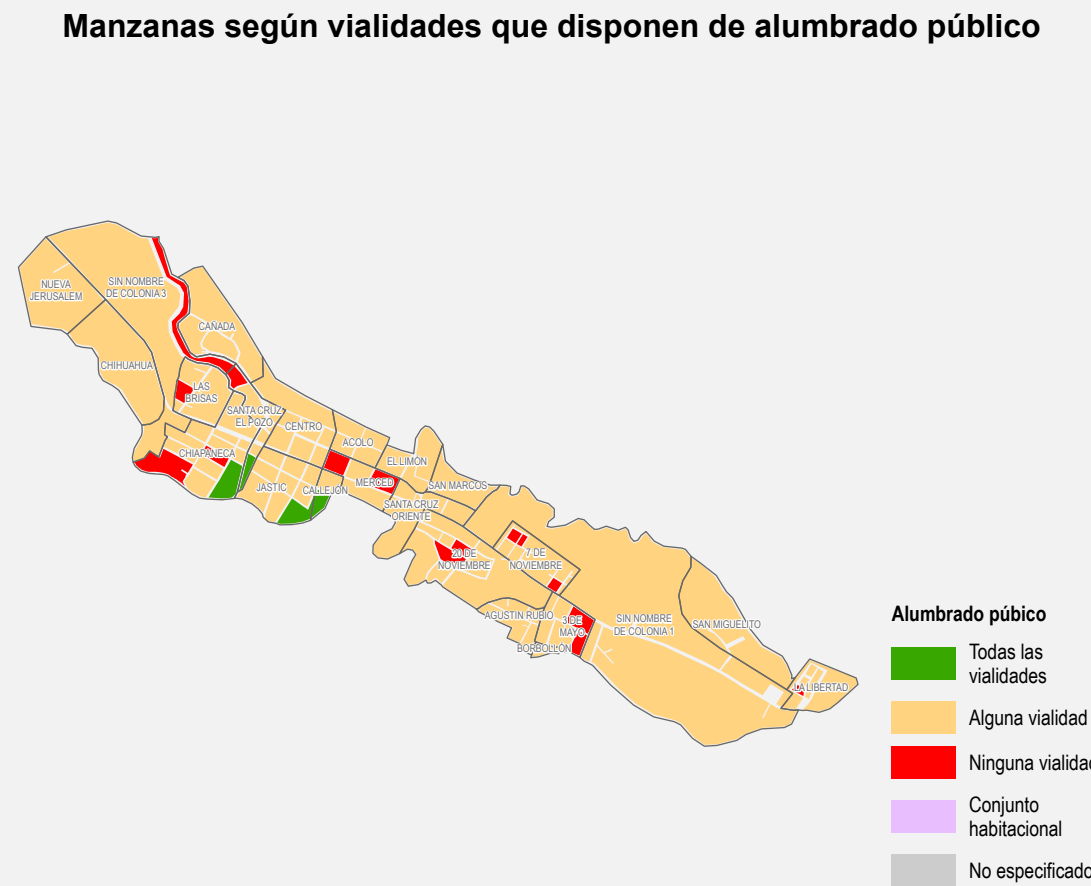 Manzanas según vialidades que disponen de alumbrado público
NUEVA
JERUSALEM
SIN NOMBRE
DE COLONIA 3
CAÑADA
CHIHUAHUA
LAS
BRISAS
SANTA CRUZ
EL POZO
CENTRO
ACOLO
CHIAPANECA
EL LIMÓN
JASTIC
CALLEJÓN
MERCED
SAN MARCOS
SANTA CRUZ
ORIENTE
20 DE
NOVIEMBRE
7 DE
NOVIEMBRE
AGUSTIN RUBIO
3 DE
MAYO
BORBOLLÓN
SIN NOMBRE
DE COLONIA 1
SAN MIGUELITO
LA LIBERTAD
Alumbrado púbico
Todas las
vialidades
Alguna vialidad
Ninguna vialidad
Conjunto
habitacional
No especificado